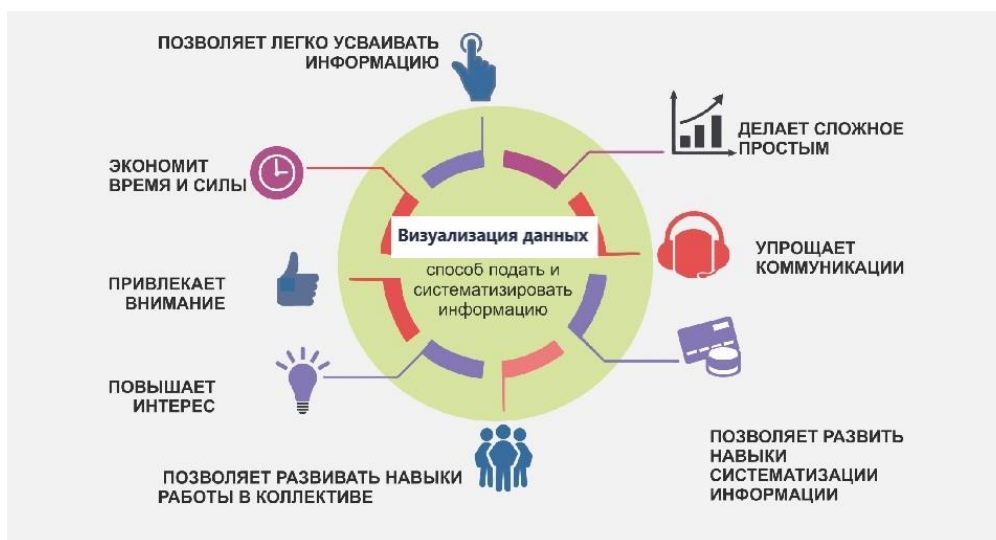 ПОЗВОЛЯЕТ ЛЕГКО УСВАИВАТЬ
ИНФОРМАЦИЮ
ДЕЛАЕТ СЛОЖНОЕ
ПРОСТЫМ
ЭКОНОМИТ
ВРЕМЯ И СИЛЫ
Визуализация данных
способ подать и
систематизировать
информацию
УПРОЩАЕТ
КОММУНИКАЦИИ
ПРИВЛЕКАЕТ
ВНИМАНИЕ
ПОВЫШАЕТ
ИНТЕРЕС
ПОЗВОЛЯЕТ РАЗВИТЬ
НАВЫКИ
СИСТЕМАТИЗАЦИИ
ИНФОРМАЦИИ
ПОЗВОЛЯЕТ РАЗВИВАТЬ НАВЫКИ
РАБОТЫ В КОЛЛЕКТИВЕ